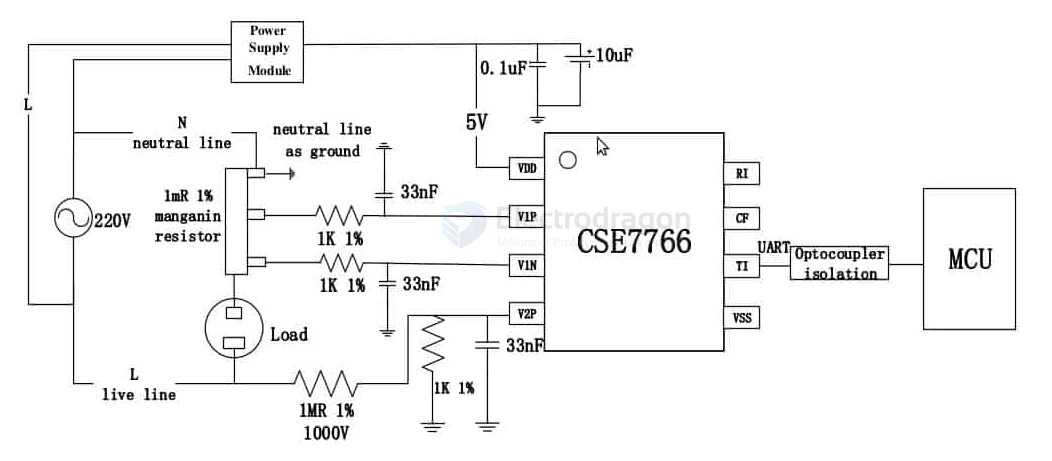 Power
Supply
Module
0.1uF
10uF
L
N
neutral line
neutral line
as ground
5V
1mR 1%
manganin
resistor
220V
33nF
1K 1%
1K 1%
33nF
VDD
V1P
V1N
V2P
Electrodragon
CSE7766
RI
CF
TI
VSS
UART
Optocoupler
isolation
MCU
Load
33nF
1K 1%
L
live line
1MR 1%
1000V